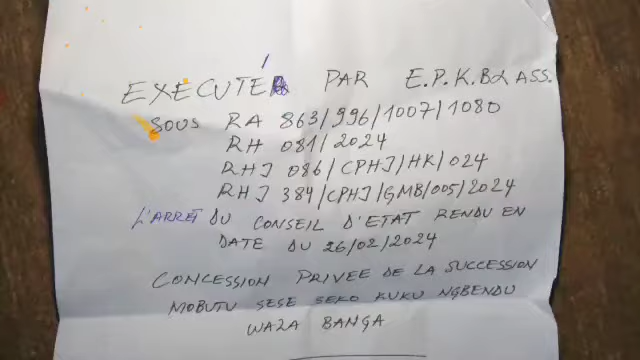 EXÉCUTÉ PAR E.P.K.B& ASS.
SOUS RA 863/996/1007/1080
RH 081/2024
RHJ 086/CPHJ/HK/024
RHJ 384/CPHJ/GMB/005/2024
L'ARRÊT DU CONSEIL D'ETAT RENDU EN
DATE DU 26/02/2024
CONCESSION PRIVEE DE LA SUCCESSION
MOBUTU SESE SEKO KUKU NGBENDU
WAZA BANGA